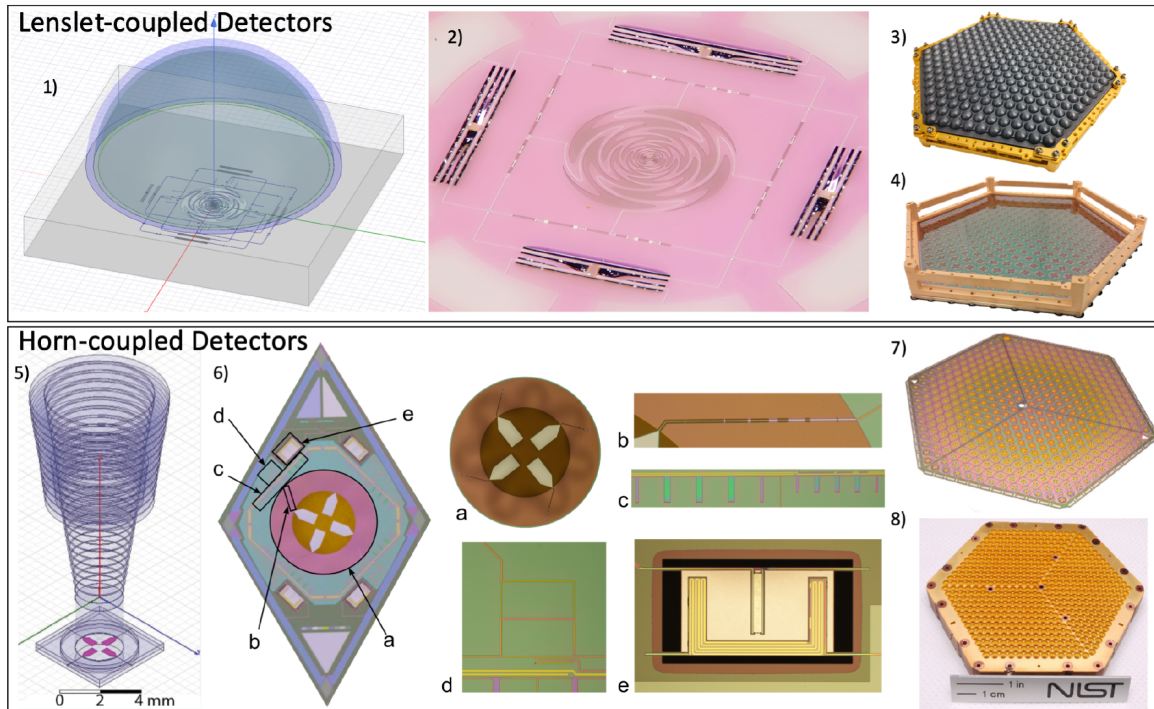 Lenslet-coupled Detectors
1)
2)
3)
4)
Horn-coupled Detectors
5)
6)
7)
d
e
c
b
a
a
b
c
d
e
8)
0 2 4 mm
1 in
1 cm
NIST